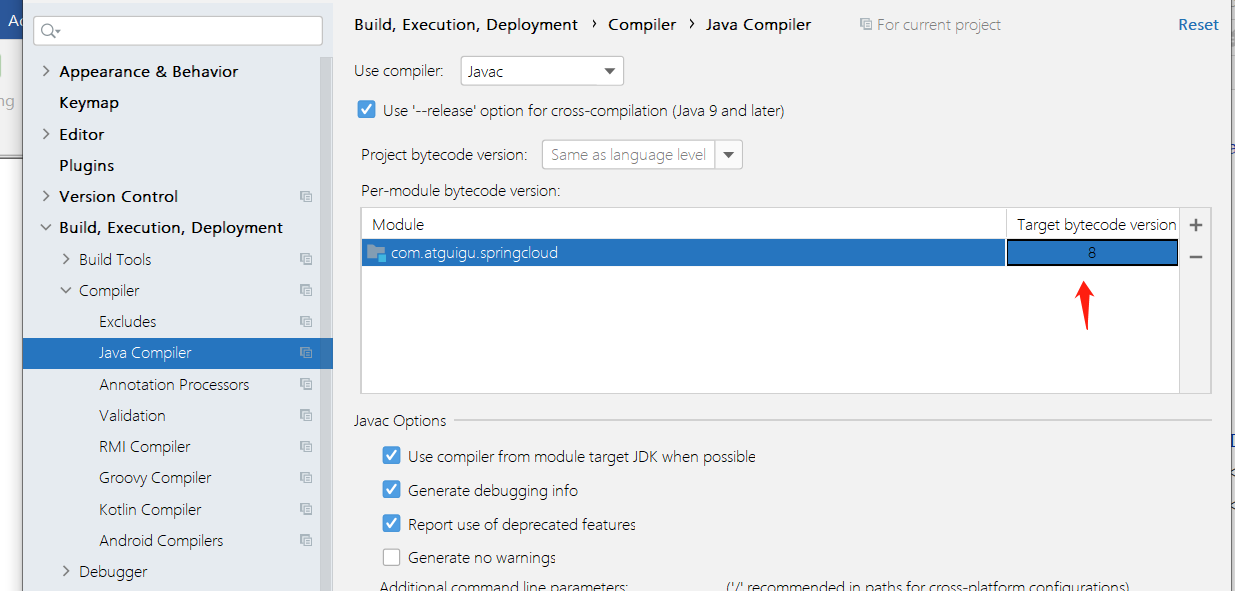 Ac
Build, Execution, Deployment › Compiler › Java Compiler
For current project
Reset
Appearance & Behavior
Keymap
Editor
Plugins
Version Control
Build, Execution, Deployment
Build Tools
Compiler
Excludes
Java Compiler
Annotation Processors
Validation
RMI Compiler
Groovy Compiler
Kotlin Compiler
Android Compilers
Debugger
Use compiler: Javac
Use '--release' option for cross-compilation (Java 9 and later)
Project bytecode version: Same as language level
Per-module bytecode version:
Module Target bytecode version
com.atguigu.springcloud 8
Javac Options
Use compiler from module target JDK when possible
Generate debugging info
Report use of deprecated features
Generate no warnings
Additional command line parameters: ('/' recommended in paths for cross-platform configurations)
ng